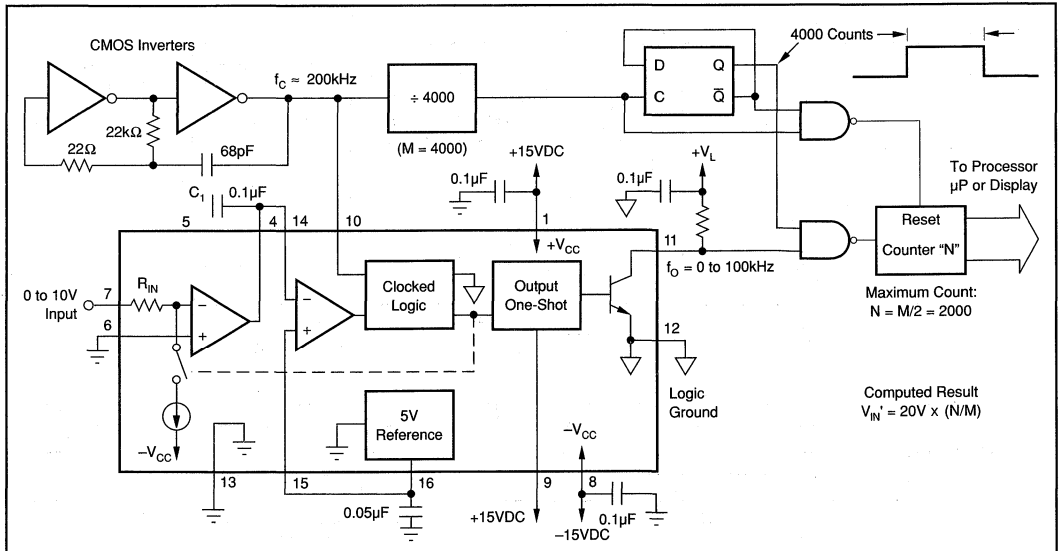 CMOS Inverters
4000 Counts
f_C ≈ 200kHz
÷ 4000
D Q
C Q̄
22kΩ
22Ω
68pF
(M = 4000)
+15VDC
+V_L
0.1µF
0.1µF
C₁ 0.1µF
To Processor
µP or Display
5 4 14 10 1
+V_CC
11
Reset
Counter "N"
f_O = 0 to 100kHz
0 to 10V
Input
7
R_IN
–
+
6
–
+
Clocked
Logic
Output
One-Shot
12
Maximum Count:
N = M/2 = 2000
Logic
Ground
5V
Reference
Computed Result
V_IN' = 20V x (N/M)
–V_CC
–V_CC
13 15 16 9 8
0.05µF
+15VDC
0.1µF
–15VDC